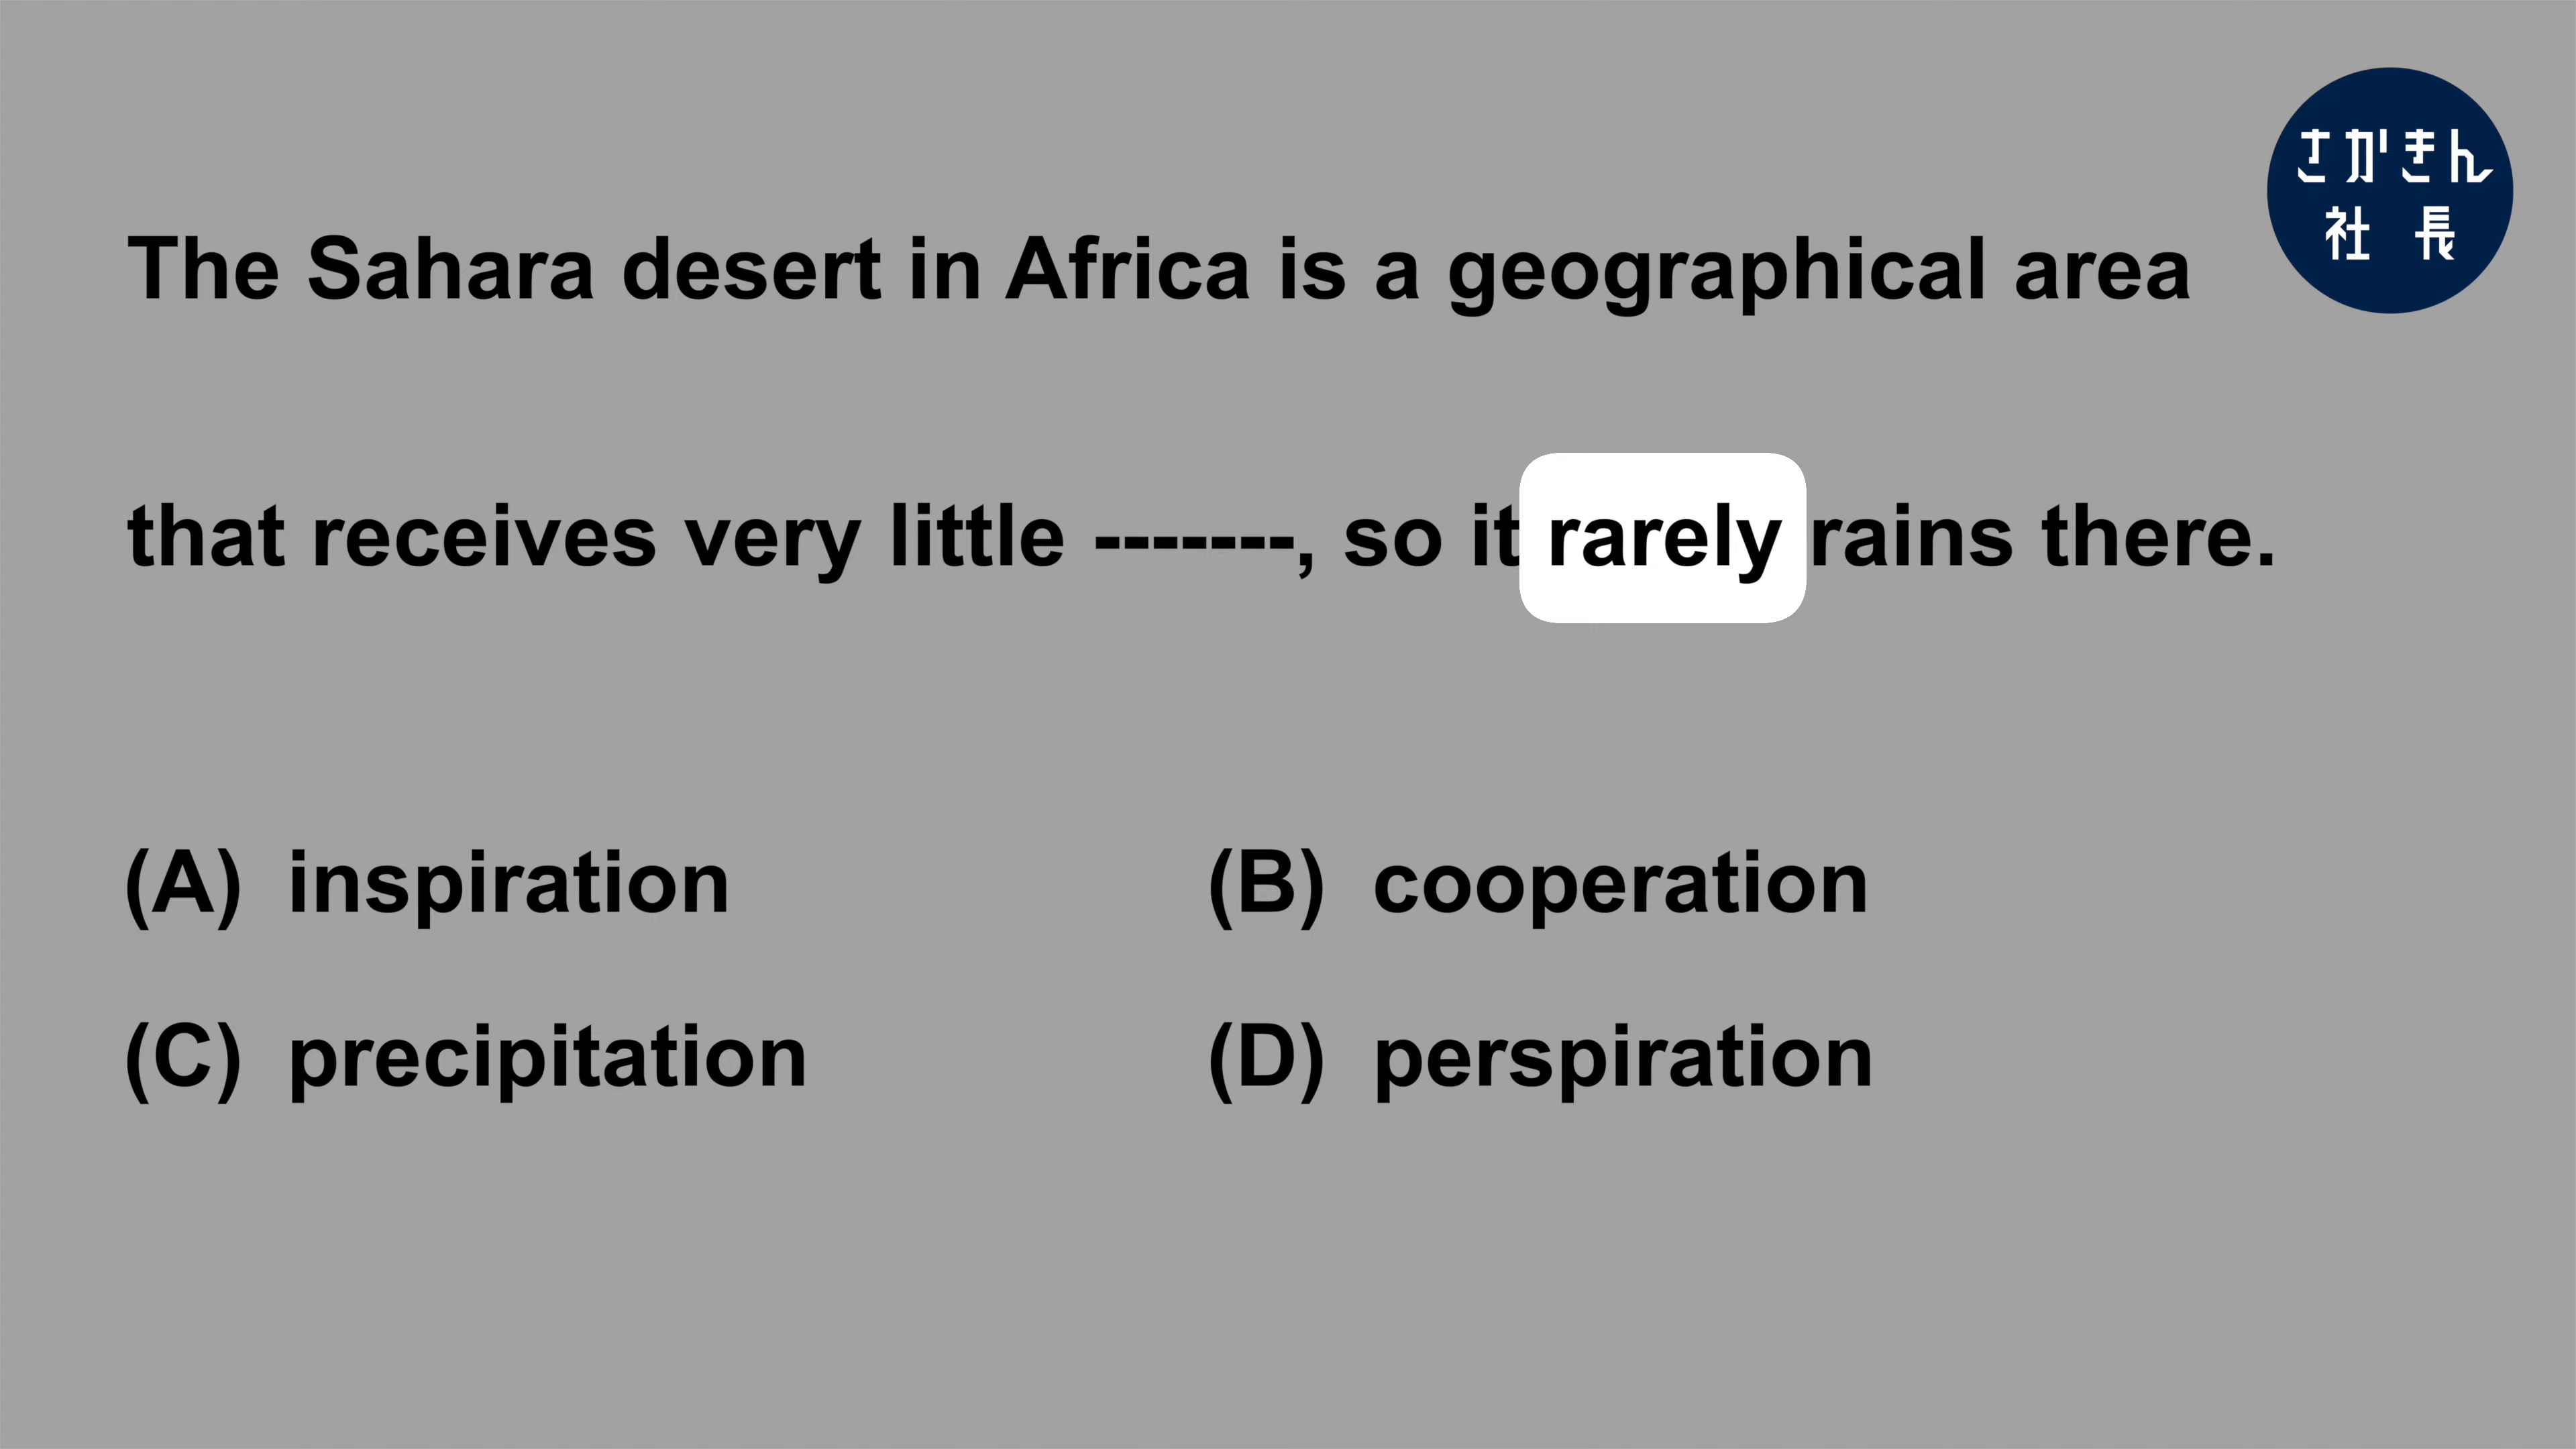 さかきん
社長
The Sahara desert in Africa is a geographical area
that receives very little -------, so it rarely rains there.
(A) inspiration
(B) cooperation
(C) precipitation
(D) perspiration